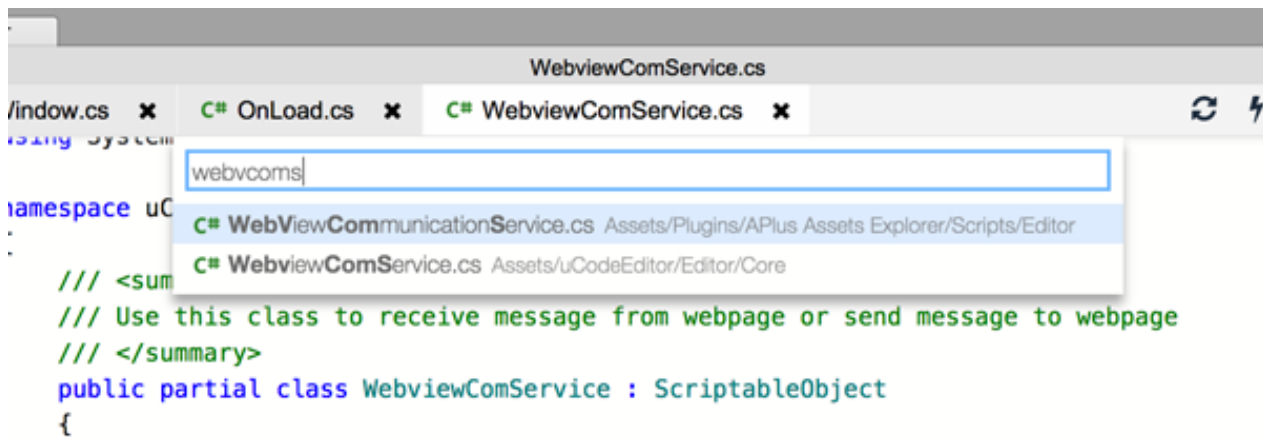 WebviewComService.cs
Window.cs ✖ C# OnLoad.cs ✖ C# WebviewComService.cs ✖
using System
webvcoms
namespace uC
C# WebViewCommunicationService.cs Assets/Plugins/APlus Assets Explorer/Scripts/Editor
{
C# WebviewComService.cs Assets/uCodeEditor/Editor/Core
/// <sum
/// Use this class to receive message from webpage or send message to webpage
/// </summary>
public partial class WebviewComService : ScriptableObject
{